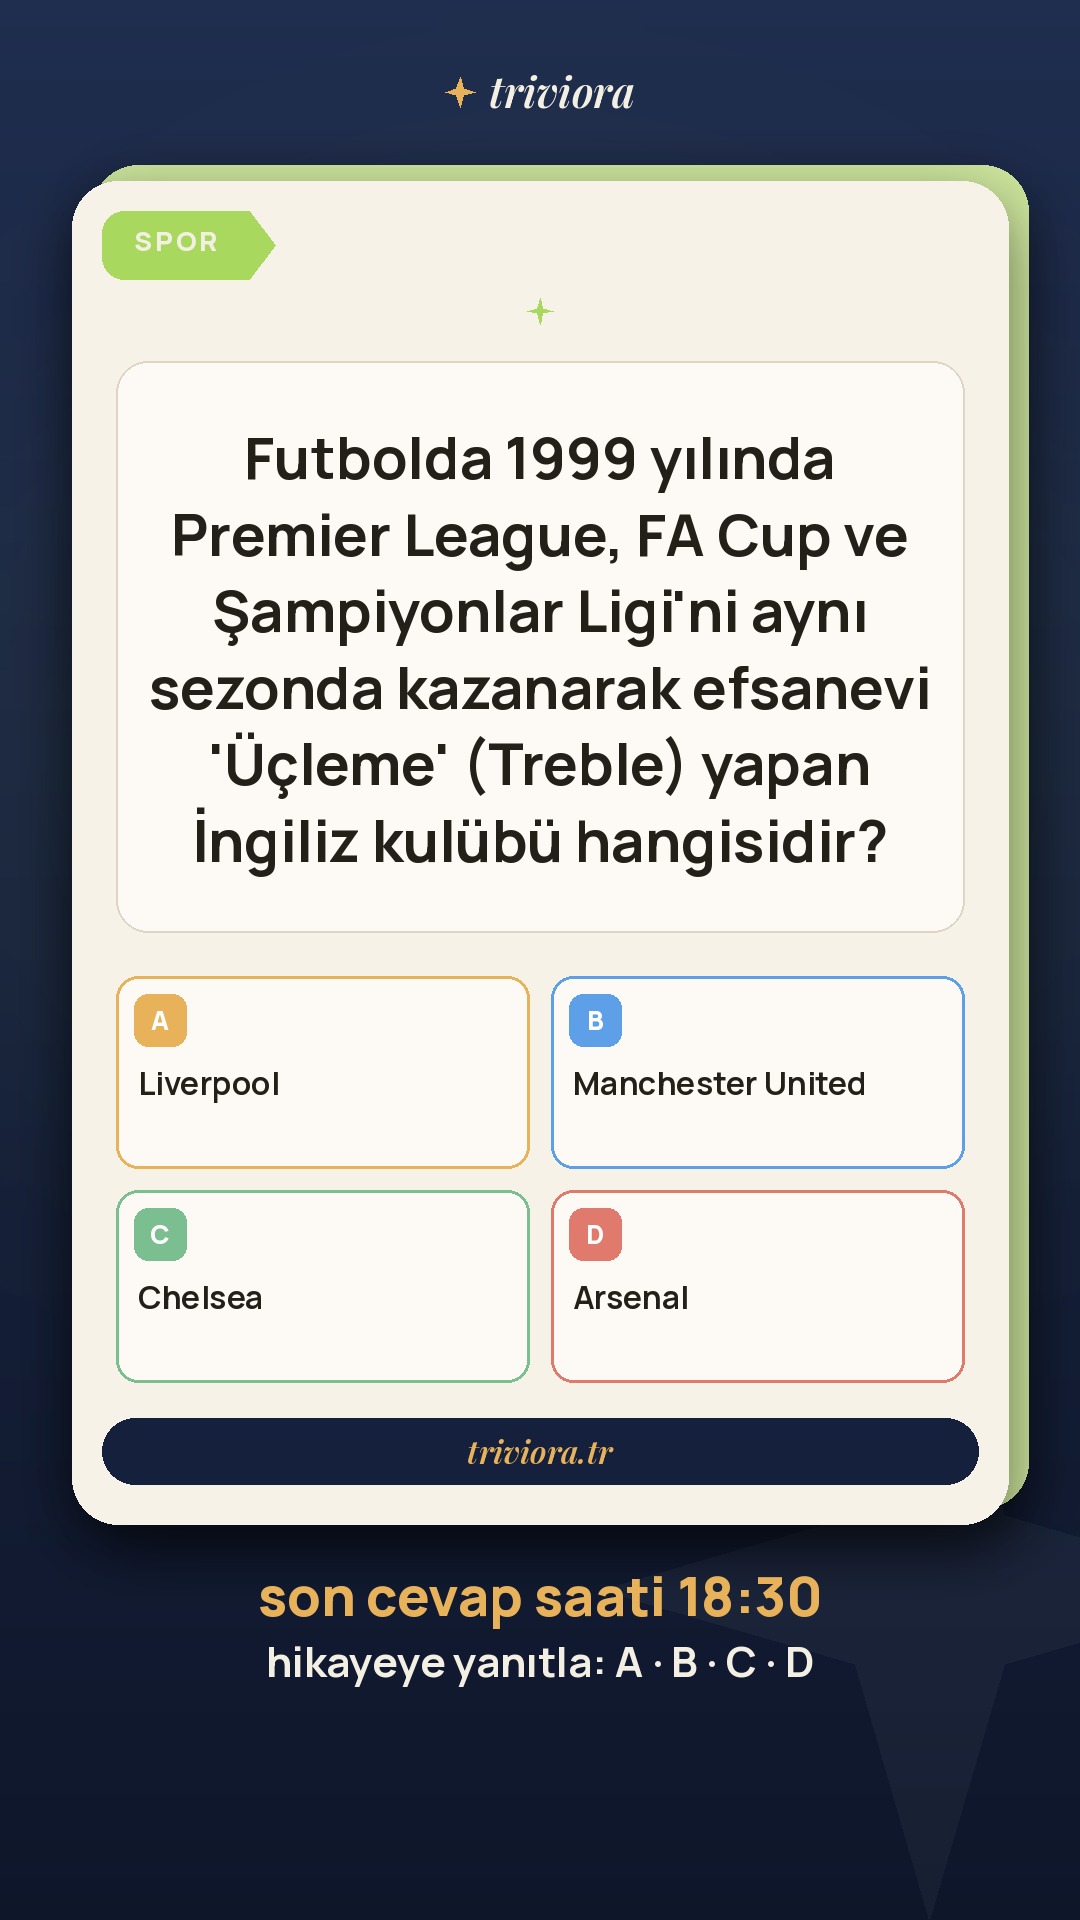 triviora
SPOR
Futbolda 1999 yılında
Premier League, FA Cup ve
Şampiyonlar Ligi'ni aynı
sezonda kazanarak efsanevi
'Üçleme' (Treble) yapan
İngiliz kulübü hangisidir?
A
Liverpool
B
Manchester United
C
Chelsea
D
Arsenal
triviora.tr
son cevap saati 18:30
hikayeye yanıtla: A · B · C · D